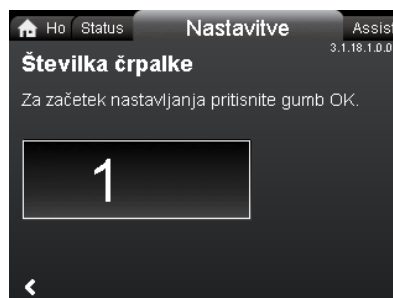 Ho Status Nastavitve Assist
3.1.18.1.0.0
Številka črpalke
Za začetek nastavljanja pritisnite gumb OK.
1